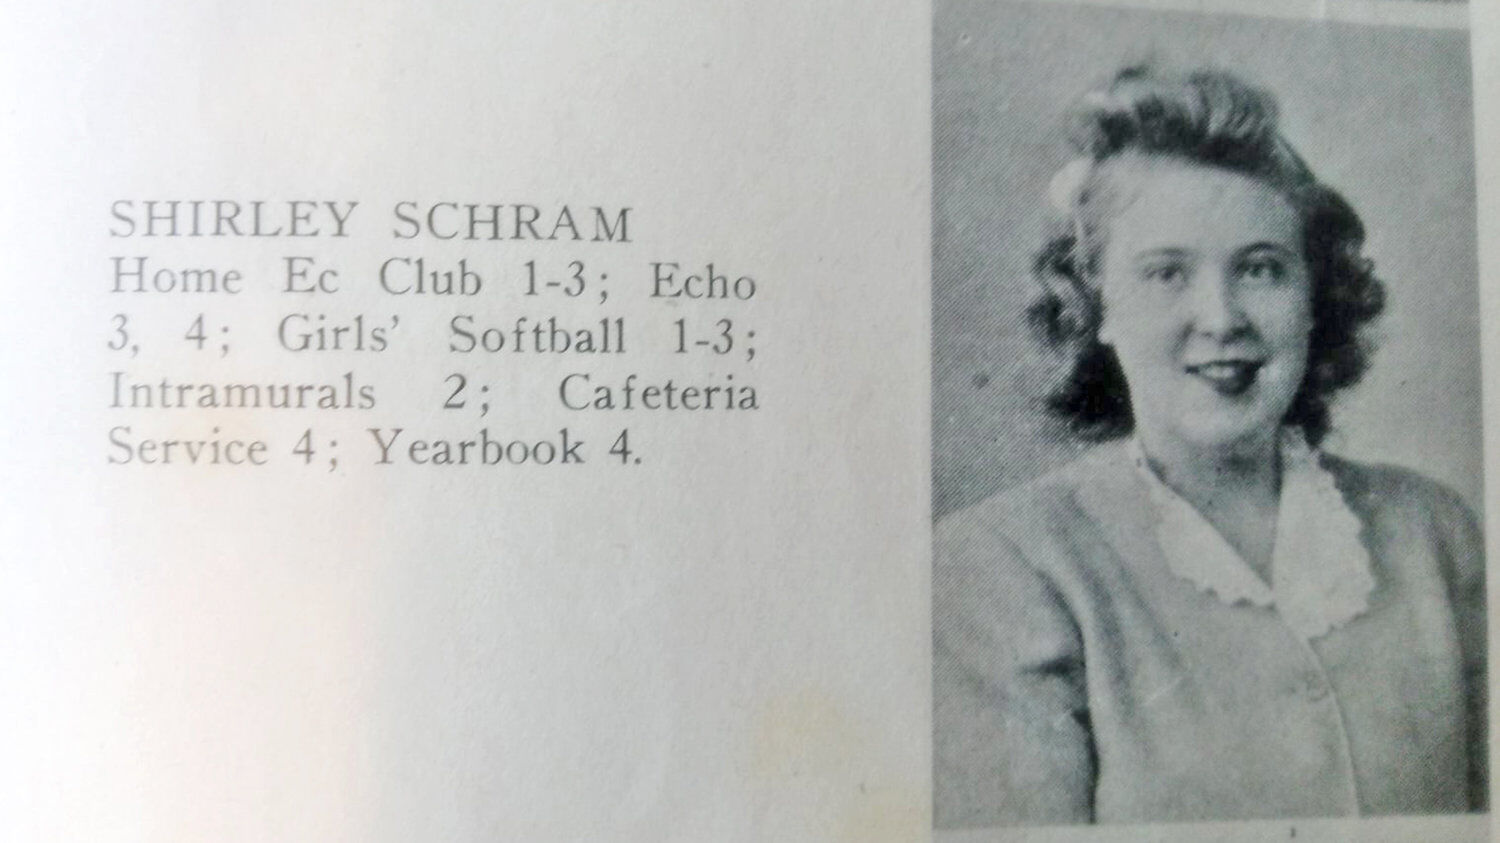 SHIRLEY SCHRAM
Home Ec Club 1-3; Echo
3, 4; Girls' Softball 1-3;
Intramurals 2; Cafeteria
Service 4; Yearbook 4.